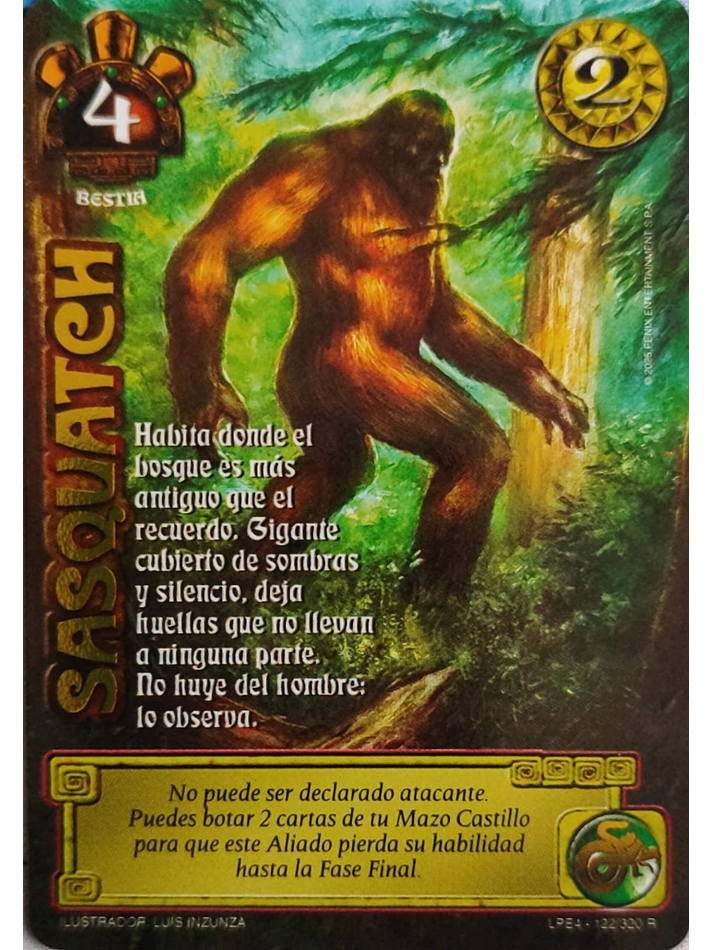 4
2
BESTIA
SASQUATCH
© 2025 FENIX ENTERTAINMENT S.P.A.
Habita donde el
bosque es más
antiguo que el
recuerdo. Gigante
cubierto de sombras
y silencio, deja
huellas que no llevan
a ninguna parte.
No huye del hombre:
lo observa.
No puede ser declarado atacante.
Puedes botar 2 cartas de tu Mazo Castillo
para que este Aliado pierda su habilidad
hasta la Fase Final.
ILUSTRADOR: LUIS INZUNZA
LPE4 - 122/320 R